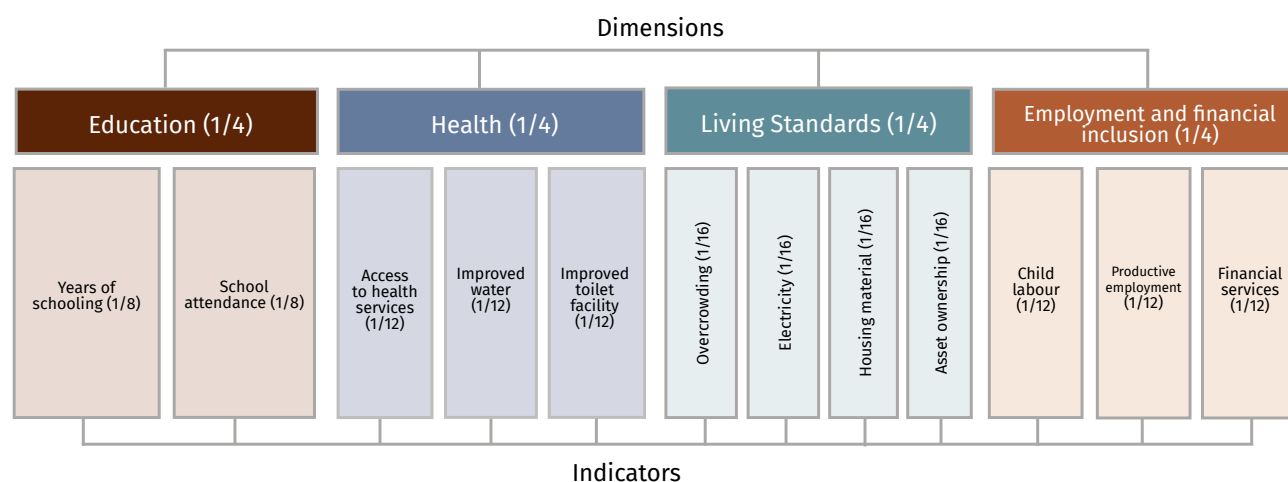 Dimensions
Education (1/4)
Health (1/4)
Living Standards (1/4)
Employment and financial
inclusion (1/4)
Years of
schooling (1/8)
School
attendance (1/8)
Access
to health
services
(1/12)
Improved
water
(1/12)
Improved
toilet
facility
(1/12)
Overcrowding (1/16)
Electricity (1/16)
Housing material (1/16)
Asset ownership (1/16)
Child
labour
(1/12)
Productive
employment
(1/12)
Financial
services
(1/12)
Indicators